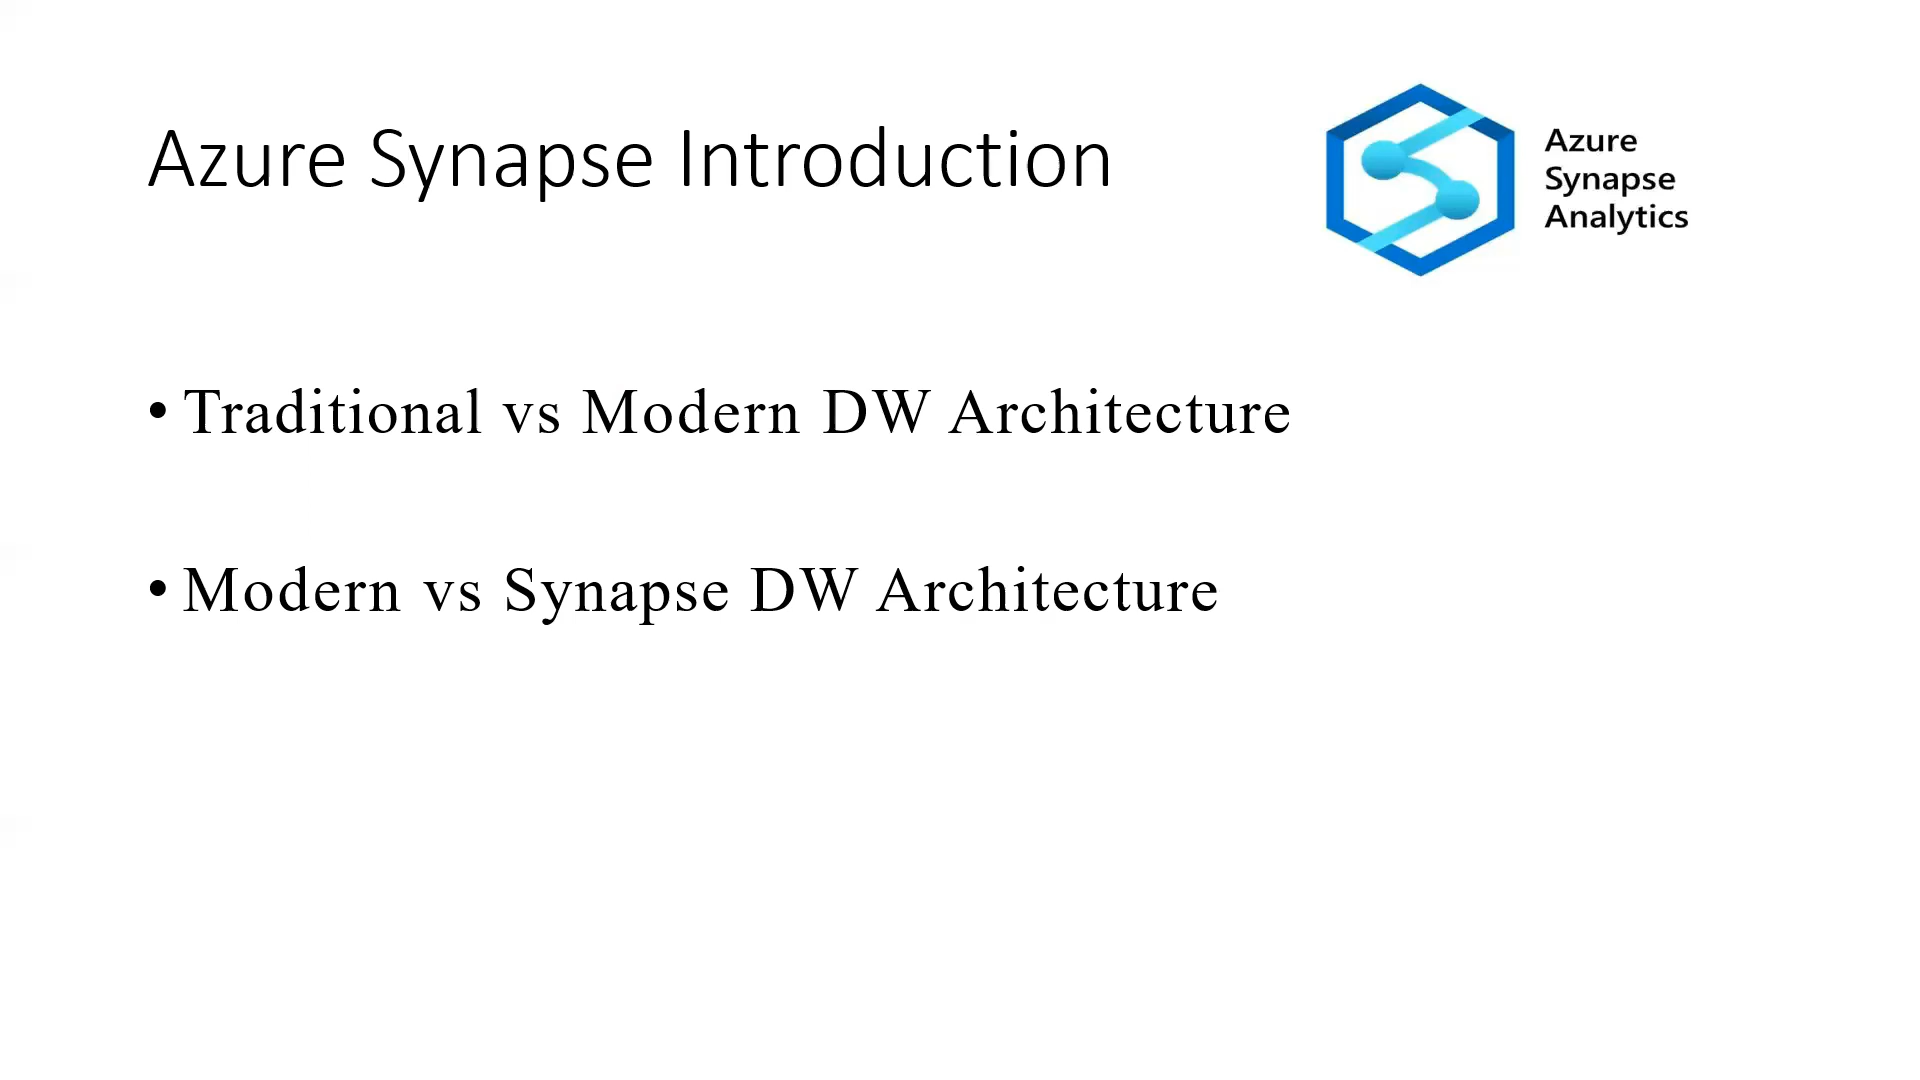 Azure Synapse Introduction
Azure
Synapse
Analytics
• Traditional vs Modern DW Architecture
• Modern vs Synapse DW Architecture